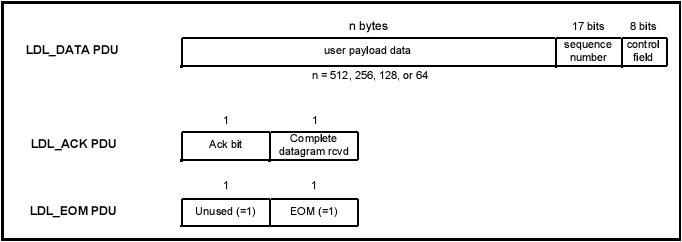 n bytes 17 bits 8 bits
LDL_DATA PDU user payload data sequence number control field
n = 512, 256, 128, or 64
1 1
LDL_ACK PDU Ack bit Complete datagram rcvd
1 1
LDL_EOM PDU Unused (=1) EOM (=1)